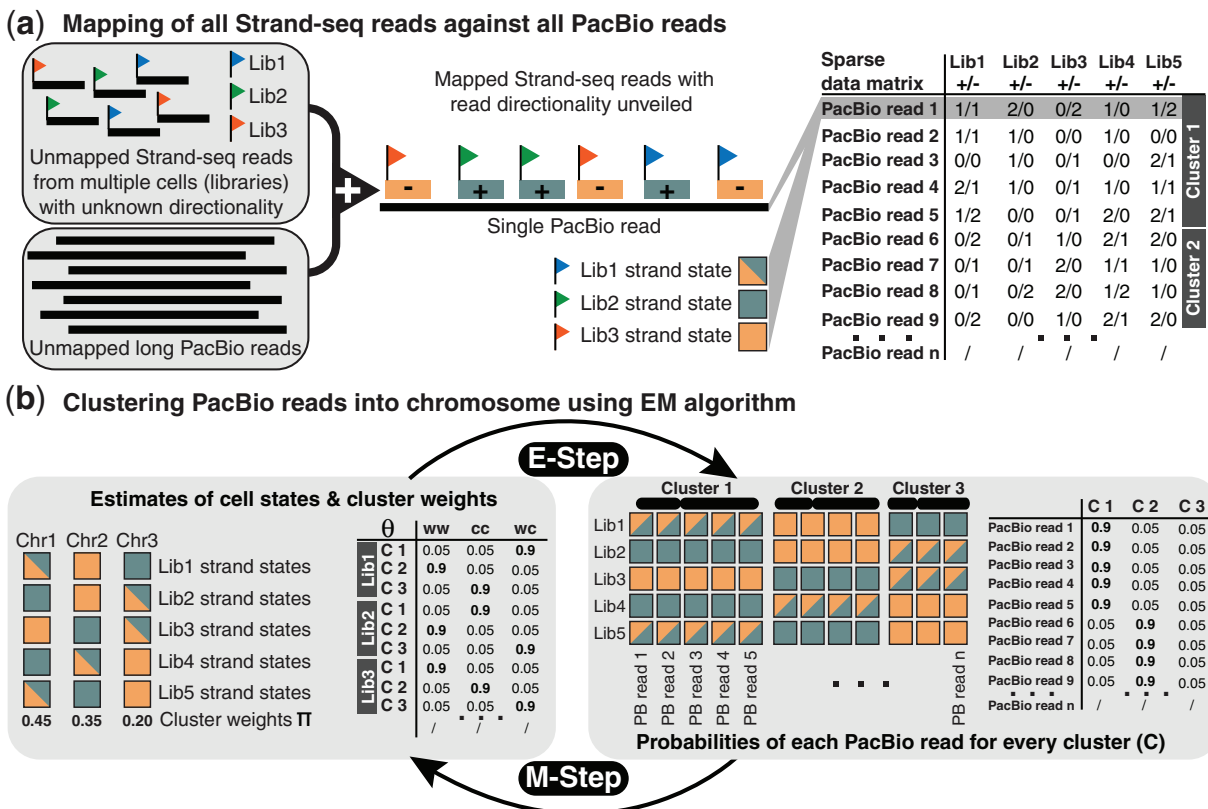 (a) Mapping of all Strand-seq reads against all PacBio reads
Lib1
Lib2
Lib3
Unmapped Strand-seq reads
from multiple cells (libraries)
with unknown directionality
Unmapped long PacBio reads
+
Mapped Strand-seq reads with
read directionality unveiled
- + + - + -
Single PacBio read
Lib1 strand state
Lib2 strand state
Lib3 strand state
Sparse Lib1 Lib2 Lib3 Lib4 Lib5
data matrix +/- +/- +/- +/- +/-
PacBio read 1 1/1 2/0 0/2 1/0 1/2
PacBio read 2 1/1 1/0 0/0 1/0 0/0
PacBio read 3 0/0 1/0 0/1 0/0 2/1
PacBio read 4 2/1 1/0 0/1 1/0 1/1
PacBio read 5 1/2 0/0 0/1 2/0 2/1
PacBio read 6 0/2 0/1 1/0 2/1 2/0
PacBio read 7 0/1 0/1 2/0 1/1 1/0
PacBio read 8 0/1 0/2 2/0 1/2 1/0
PacBio read 9 0/2 0/0 1/0 2/1 2/0
. . . . . .
PacBio read n / / / / /
Cluster 1
Cluster 2
(b) Clustering PacBio reads into chromosome using EM algorithm
E-Step
Estimates of cell states & cluster weights
Chr1 Chr2 Chr3
Lib1 strand states
Lib2 strand states
Lib3 strand states
Lib4 strand states
Lib5 strand states
0.45 0.35 0.20 Cluster weights π
θ ww cc wc
Lib1
C 1 0.05 0.05 0.9
C 2 0.9 0.05 0.05
C 3 0.05 0.9 0.05
Lib2
C 1 0.05 0.9 0.05
C 2 0.9 0.05 0.05
C 3 0.05 0.05 0.9
Lib3
C 1 0.9 0.05 0.05
C 2 0.05 0.9 0.05
C 3 0.05 0.05 0.9
. . .
/ / /
Cluster 1 Cluster 2 Cluster 3
Lib1
Lib2
Lib3
Lib4
Lib5
PB read 1
PB read 2
PB read 3
PB read 4
PB read 5
. . .
PB read n
C 1 C 2 C 3
PacBio read 1 0.9 0.05 0.05
PacBio read 2 0.9 0.05 0.05
PacBio read 3 0.9 0.05 0.05
PacBio read 4 0.9 0.05 0.05
PacBio read 5 0.9 0.05 0.05
PacBio read 6 0.05 0.9 0.05
PacBio read 7 0.05 0.9 0.05
PacBio read 8 0.05 0.9 0.05
PacBio read 9 0.05 0.9 0.05
. . . . . .
PacBio read n / / /
Probabilities of each PacBio read for every cluster (C)
M-Step